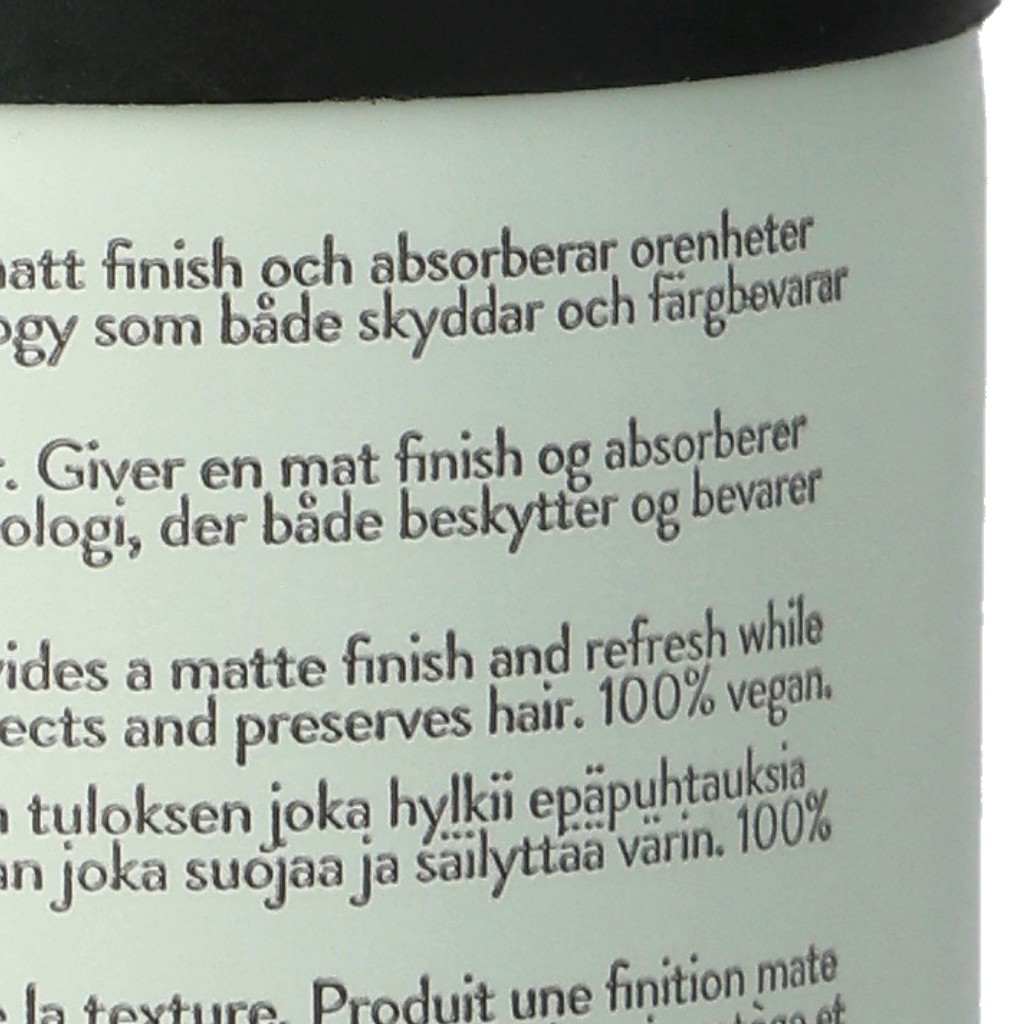 att finish och absorberar orenheter
ogy som både skyddar och färgbevarar
. Giver en mat finish og absorberer
ologi, der både beskytter og bevarer
ides a matte finish and refresh while
ects and preserves hair. 100% vegan.
tuloksen joka hylkii epäpuhtauksia
an joka suojaa ja säilyttää värin. 100%
la texture. Produit une finition mate